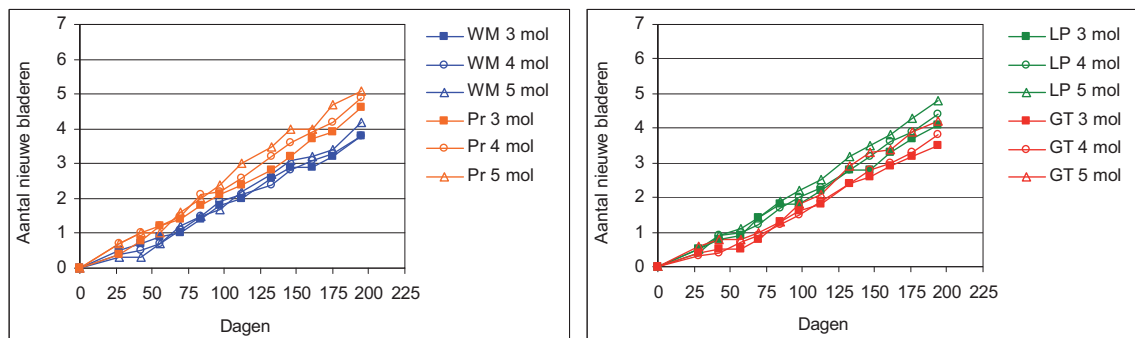 7
6
5
4
3
2
1
0
Aantal nieuwe bladeren
0 25 50 75 100 125 150 175 200 225
Dagen
WM 3 mol
WM 4 mol
WM 5 mol
Pr 3 mol
Pr 4 mol
Pr 5 mol
7
6
5
4
3
2
1
0
Aantal nieuwe bladeren
0 25 50 75 100 125 150 175 200 225
Dagen
LP 3 mol
LP 4 mol
LP 5 mol
GT 3 mol
GT 4 mol
GT 5 mol